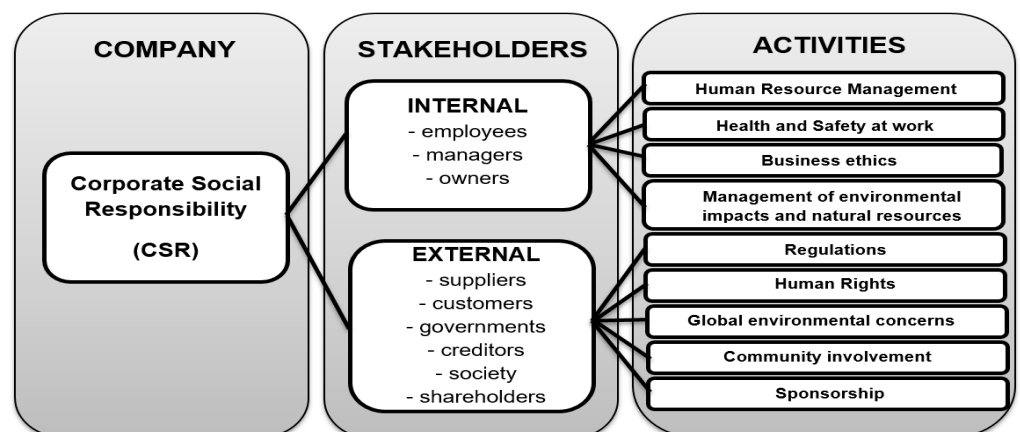 COMPANY
Corporate Social
Responsibility
(CSR)
STAKEHOLDERS
INTERNAL
- employees
- managers
- owners
EXTERNAL
- suppliers
- customers
- governments
- creditors
- society
- shareholders
ACTIVITIES
Human Resource Management
Health and Safety at work
Business ethics
Management of environmental
impacts and natural resources
Regulations
Human Rights
Global environmental concerns
Community involvement
Sponsorship